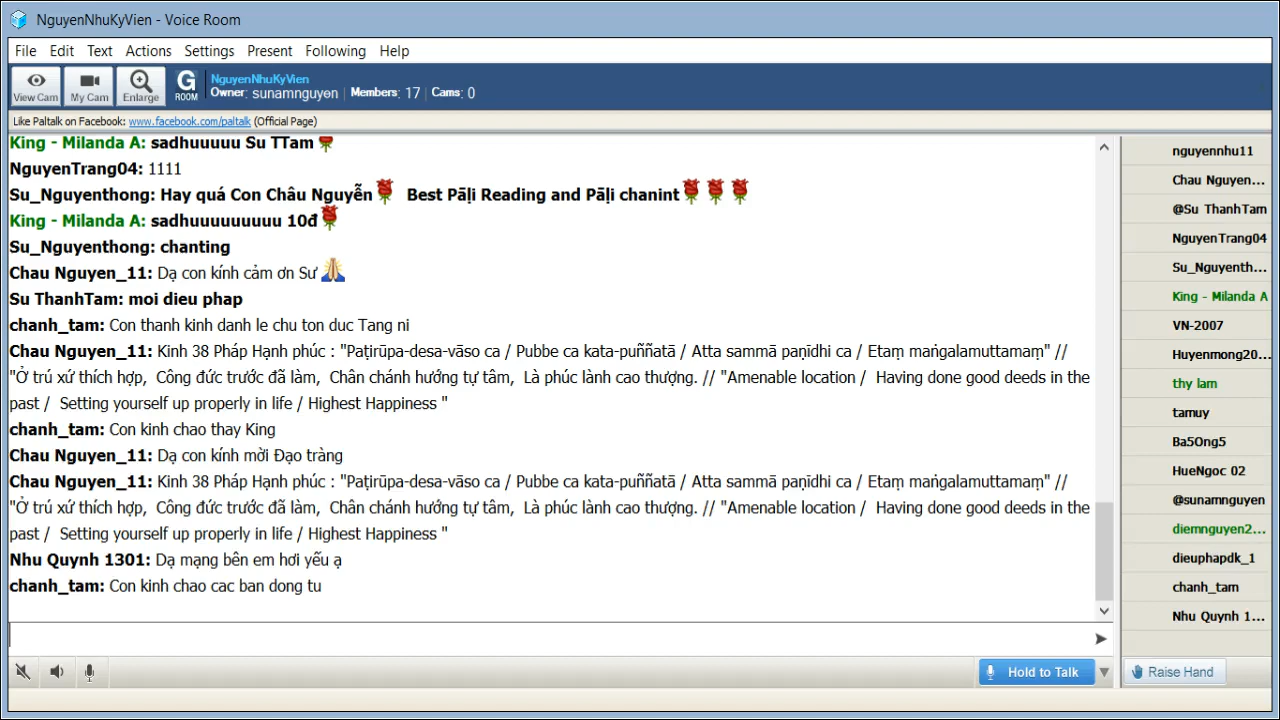 NguyenNhuKyVien - Voice Room
File Edit Text Actions Settings Present Following Help
View Cam My Cam Enlarge G ROOM
NguyenNhuKyVien
Owner: sunamnguyen | Members: 17 | Cams: 0
Like Paltalk on Facebook: www.facebook.com/paltalk (Official Page)
King - Milanda A: sadhuuuuu Su TTam
NguyenTrang04: 1111
Su_Nguyenthong: Hay quá Con Châu Nguyễn Best Pāḷi Reading and Pāḷi chanint
King - Milanda A: sadhuuuuuuuuu 10đ
Su_Nguyenthong: chanting
Chau Nguyen_11: Dạ con kính cảm ơn Sư
Su ThanhTam: moi dieu phap
chanh_tam: Con thanh kinh danh le chu ton duc Tang ni
Chau Nguyen_11: Kinh 38 Pháp Hạnh phúc : "Paṭirūpa-desa-vāso ca / Pubbe ca kata-puññatā / Atta sammā paṇīdhi ca / Etaṃ maṅgalamuttamaṃ" //
"Ở trú xứ thích hợp, Công đức trước đã làm, Chân chánh hướng tự tâm, Là phúc lành cao thượng. // "Amenable location / Having done good deeds in the
past / Setting yourself up properly in life / Highest Happiness "
chanh_tam: Con kinh chao thay King
Chau Nguyen_11: Dạ con kính mời Đạo tràng
Chau Nguyen_11: Kinh 38 Pháp Hạnh phúc : "Paṭirūpa-desa-vāso ca / Pubbe ca kata-puññatā / Atta sammā paṇīdhi ca / Etaṃ maṅgalamuttamaṃ" //
"Ở trú xứ thích hợp, Công đức trước đã làm, Chân chánh hướng tự tâm, Là phúc lành cao thượng. // "Amenable location / Having done good deeds in the
past / Setting yourself up properly in life / Highest Happiness "
Nhu Quynh 1301: Dạ mạng bên em hơi yếu ạ
chanh_tam: Con kinh chao cac ban dong tu
nguyennhu11
Chau Nguyen...
@Su ThanhTam
NguyenTrang04
Su_Nguyenth...
King - Milanda A
VN-2007
Huyenmong20...
thy lam
tamuy
Ba5Ong5
HueNgoc 02
@sunamnguyen
diemnguyen2...
dieuphapdk_1
chanh_tam
Nhu Quynh 1...
Hold to Talk
Raise Hand